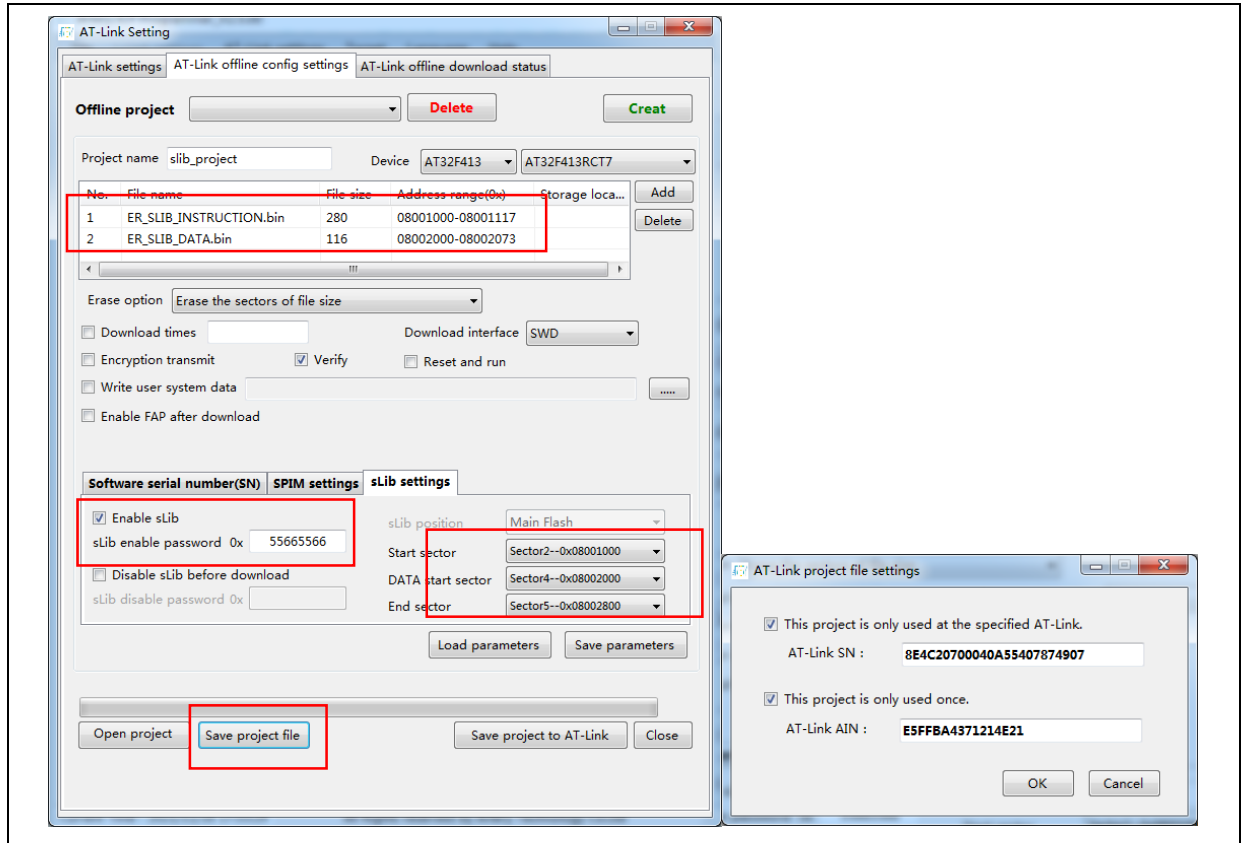 AT-Link Setting
AT-Link settings AT-Link offline config settings AT-Link offline download status
Offline project Delete Creat
Project name slib_project Device AT32F413 AT32F413RCT7
No. File name File size Address range(0x) Storage loca... Add
1 ER_SLIB_INSTRUCTION.bin 280 08001000-08001117 Delete
2 ER_SLIB_DATA.bin 116 08002000-08002073
Erase option Erase the sectors of file size
Download times Download interface SWD
Encryption transmit Verify Reset and run
Write user system data .....
Enable FAP after download
Software serial number(SN) SPIM settings sLib settings
Enable sLib sLib position Main Flash
sLib enable password 0x 55665566 Start sector Sector2--0x08001000
Disable sLib before download DATA start sector Sector4--0x08002000
sLib disable password 0x End sector Sector5--0x08002800
Load parameters Save parameters
Open project Save project file Save project to AT-Link Close
AT-Link project file settings
This project is only used at the specified AT-Link.
AT-Link SN : 8E4C20700040A55407874907
This project is only used once.
AT-Link AIN : E5FFBA4371214E21
OK Cancel